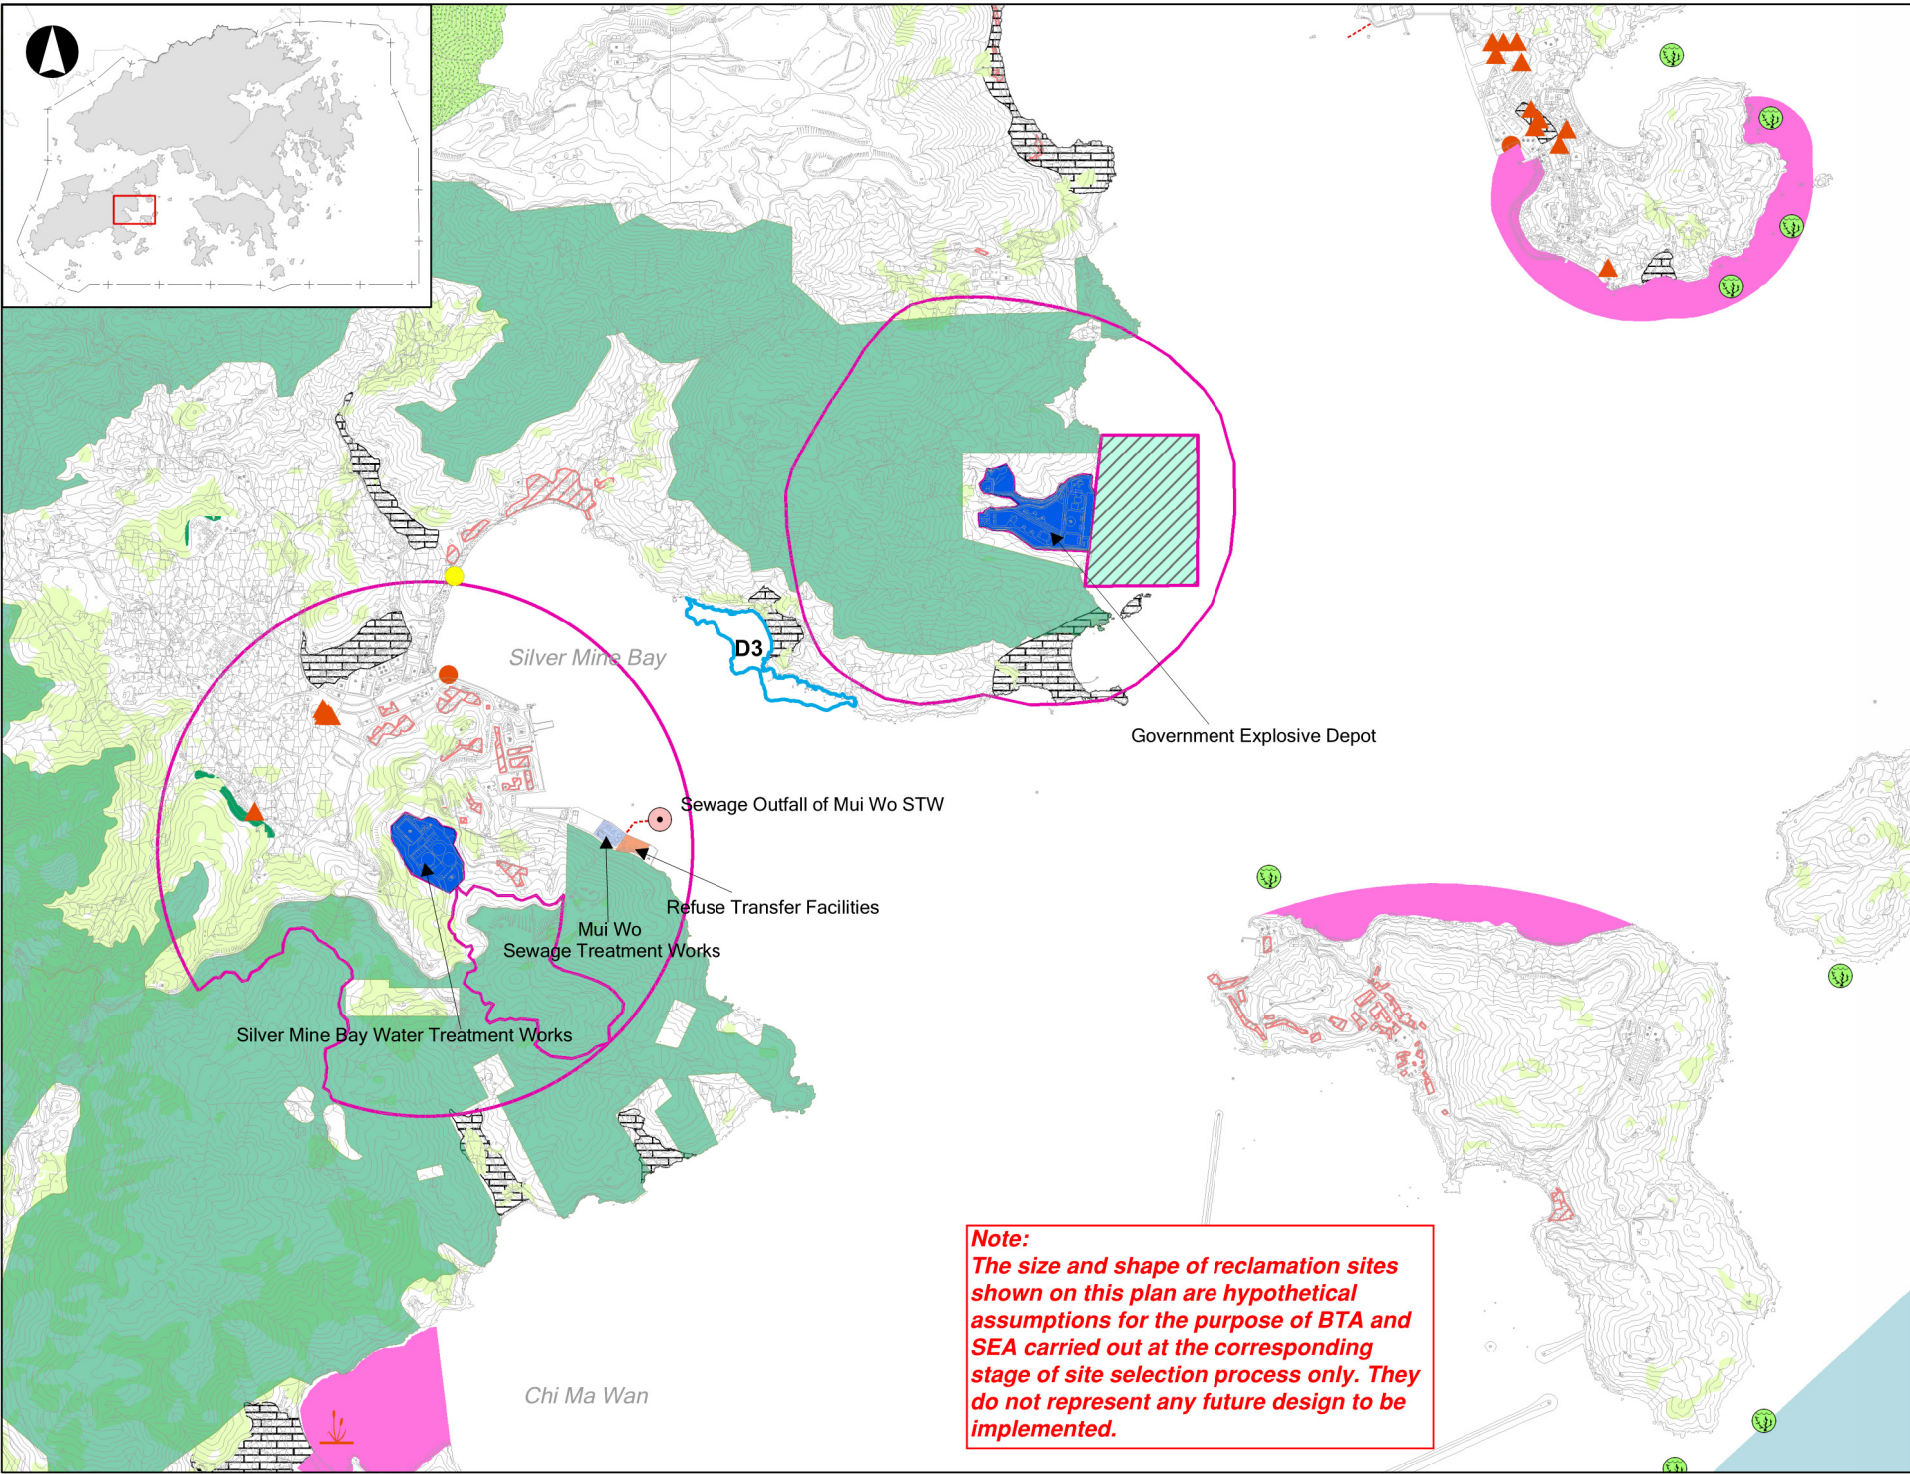 Silver Mine Bay
D3
Government Explosive Depot
Sewage Outfall of Mui Wo STW
Refuse Transfer Facilities
Mui Wo
Sewage Treatment Works
Silver Mine Bay Water Treatment Works
Chi Ma Wan
Note:
The size and shape of reclamation sites
shown on this plan are hypothetical
assumptions for the purpose of BTA and
SEA carried out at the corresponding
stage of site selection process only. They
do not represent any future design to be
implemented.